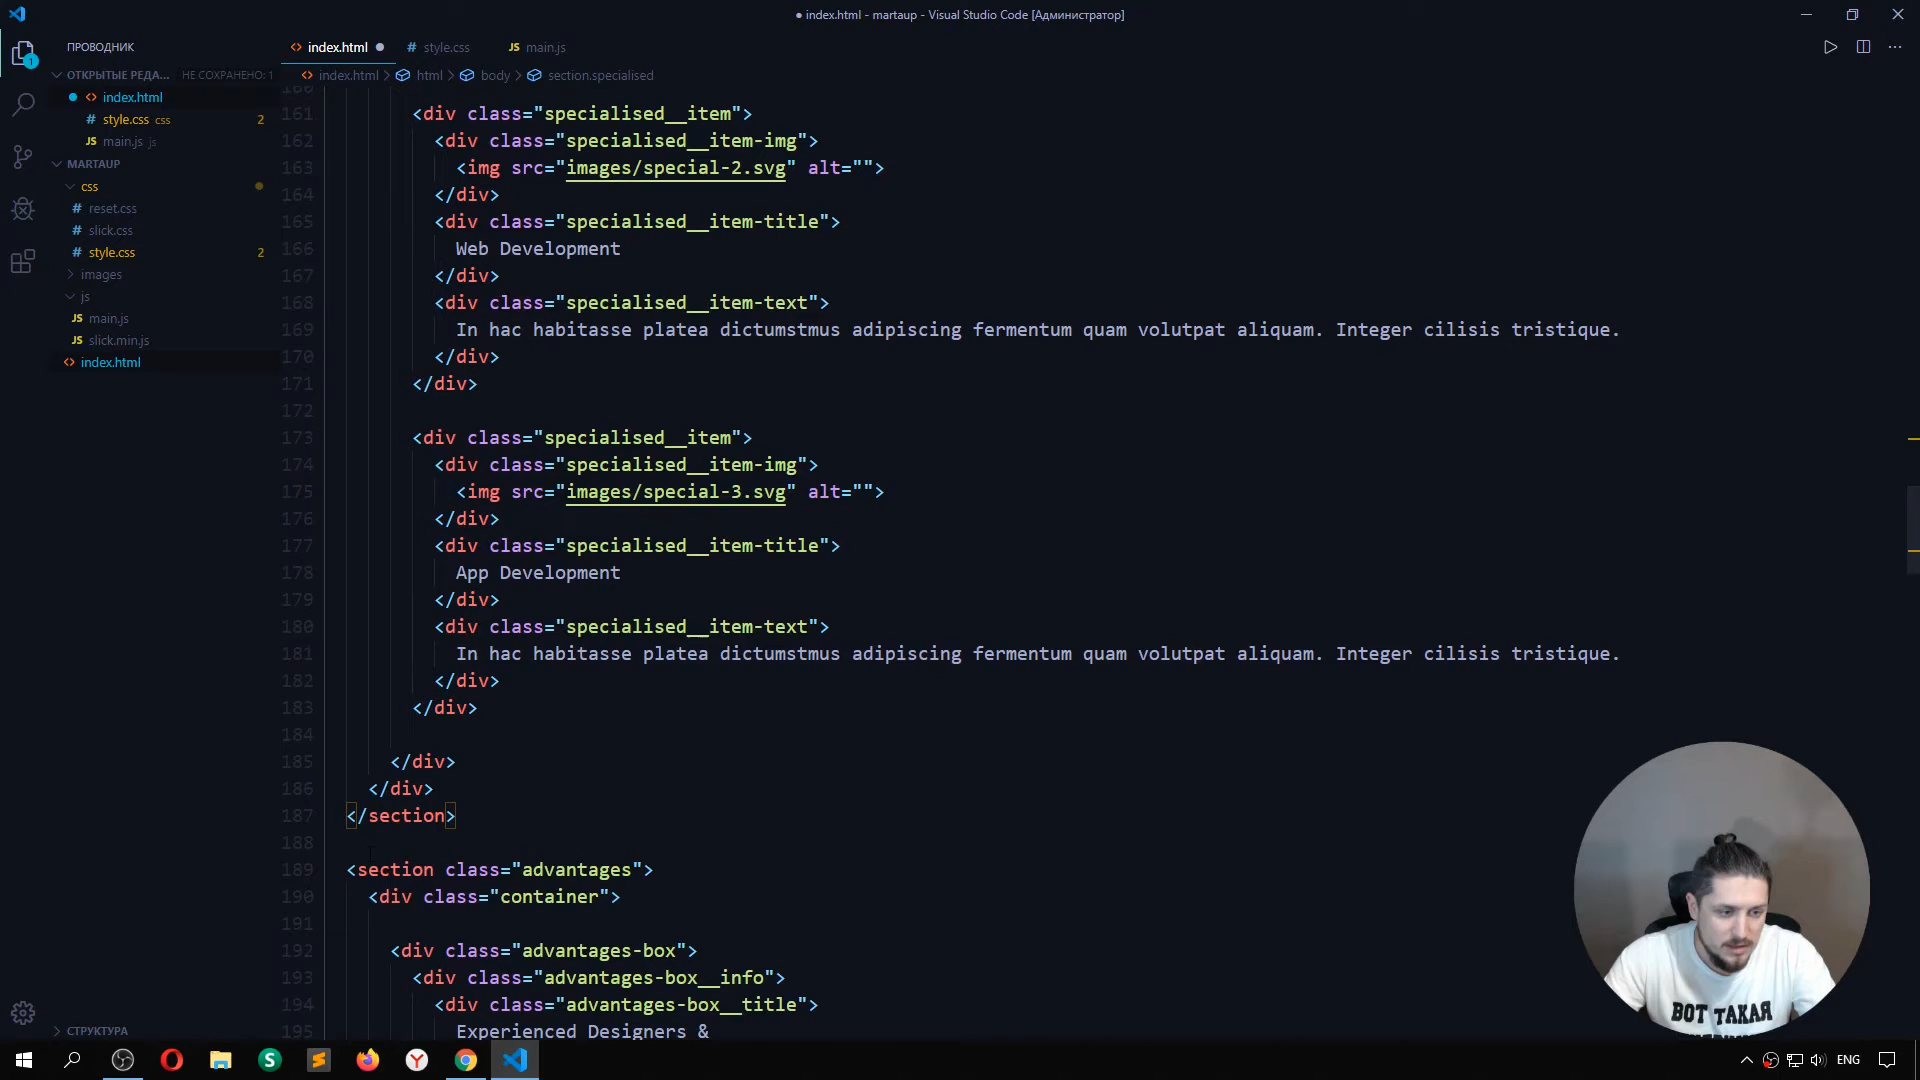 ● index.html - martaup - Visual Studio Code [Администратор]
ПРОВОДНИК
ОТКРЫТЫЕ РЕДА... НЕ СОХРАНЕНО: 1
index.html
style.css css 2
main.js js
MARTAUP
css
reset.css
slick.css
style.css 2
images
js
main.js
slick.min.js
index.html
СТРУКТУРА
1
index.html ●
style.css
main.js
index.html > html > body > section.specialised
161 <div class="specialised__item">
162 <div class="specialised__item-img">
163 <img src="images/special-2.svg" alt="">
164 </div>
165 <div class="specialised__item-title">
166 Web Development
167 </div>
168 <div class="specialised__item-text">
169 In hac habitasse platea dictumstmus adipiscing fermentum quam volutpat aliquam. Integer cilisis tristique.
170 </div>
171 </div>
172
173 <div class="specialised__item">
174 <div class="specialised__item-img">
175 <img src="images/special-3.svg" alt="">
176 </div>
177 <div class="specialised__item-title">
178 App Development
179 </div>
180 <div class="specialised__item-text">
181 In hac habitasse platea dictumstmus adipiscing fermentum quam volutpat aliquam. Integer cilisis tristique.
182 </div>
183 </div>
184
185 </div>
186 </div>
187 </section>
188
189 <section class="advantages">
190 <div class="container">
191
192 <div class="advantages-box">
193 <div class="advantages-box__info">
194 <div class="advantages-box__title">
195 Experienced Designers &
ВОТ ТАКАЯ
ENG